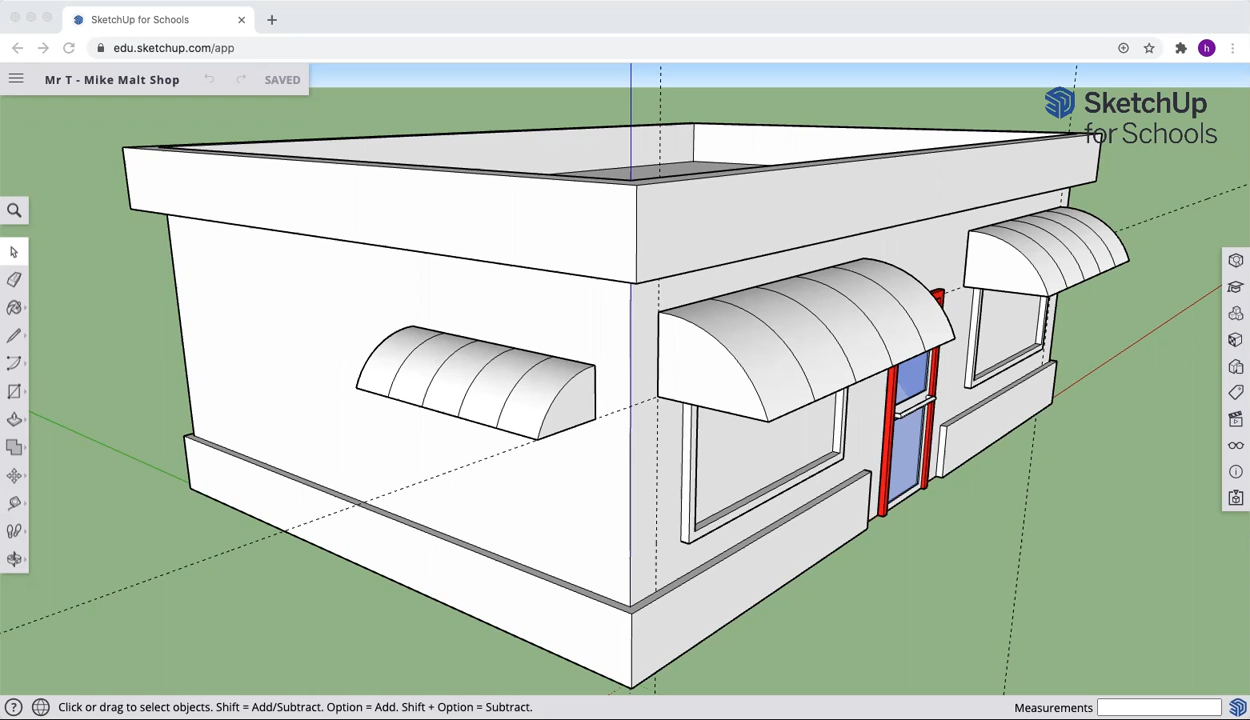 SketchUp for Schools
edu.sketchup.com/app
h
Mr T - Mike Malt Shop
SAVED
SketchUp
for Schools
Click or drag to select objects. Shift = Add/Subtract. Option = Add. Shift + Option = Subtract.
Measurements